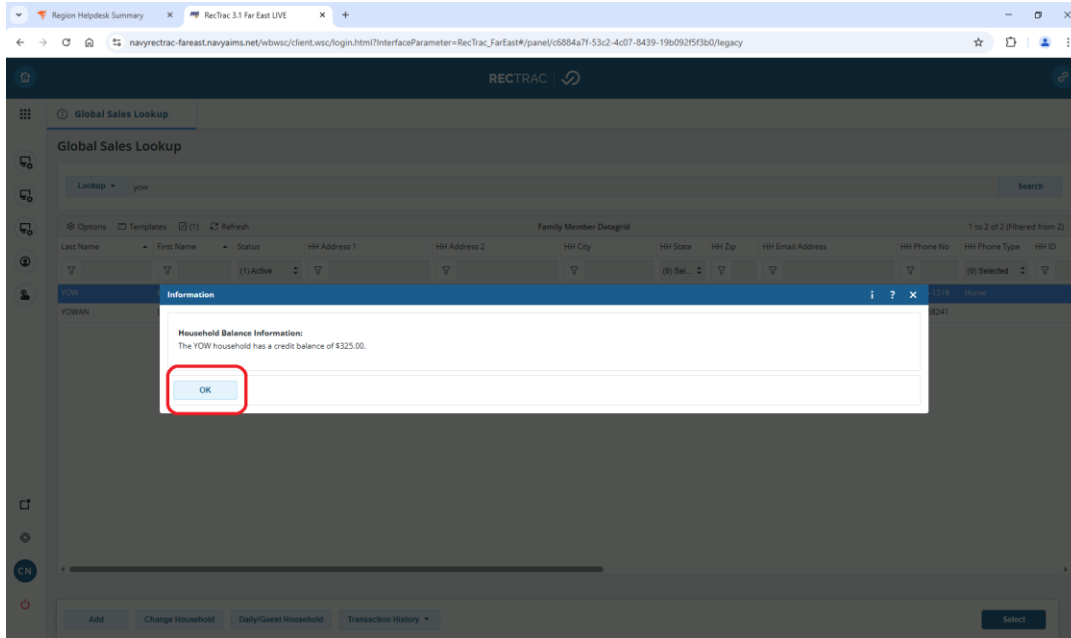 Region Helpdesk Summary
RecTrac 3.1 Far East LIVE
navyrectrac-fareast.navyaims.net/wbwsc/client.wsc/login.html?InterfaceParameter=RecTrac_FarEast#/panel/c6884a7f-53c2-4c07-8439-19b092f5f3b0/legacy
RECTRAC
Global Sales Lookup
Global Sales Lookup
Lookup yow Search
Options Templates (1) Refresh Family Member Datagrid 1 to 2 of 2 (Filtered from 2)
Last Name First Name Status HH Address 1 HH Address 2 HH City HH State HH Zip HH Email Address HH Phone No HH Phone Type HH ID
(1) Active (0) Sel... (0) Selected
YOW 1518 Home
Information i ? ×
YOWAN 8241
Household Balance Information:
The YOW household has a credit balance of $325.00.
OK
CN
Add Change Household Daily/Guest Household Transaction History Select